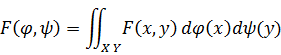 F(φ,ψ) = ∬_{X Y} F(x,y) dφ(x)dψ(y)